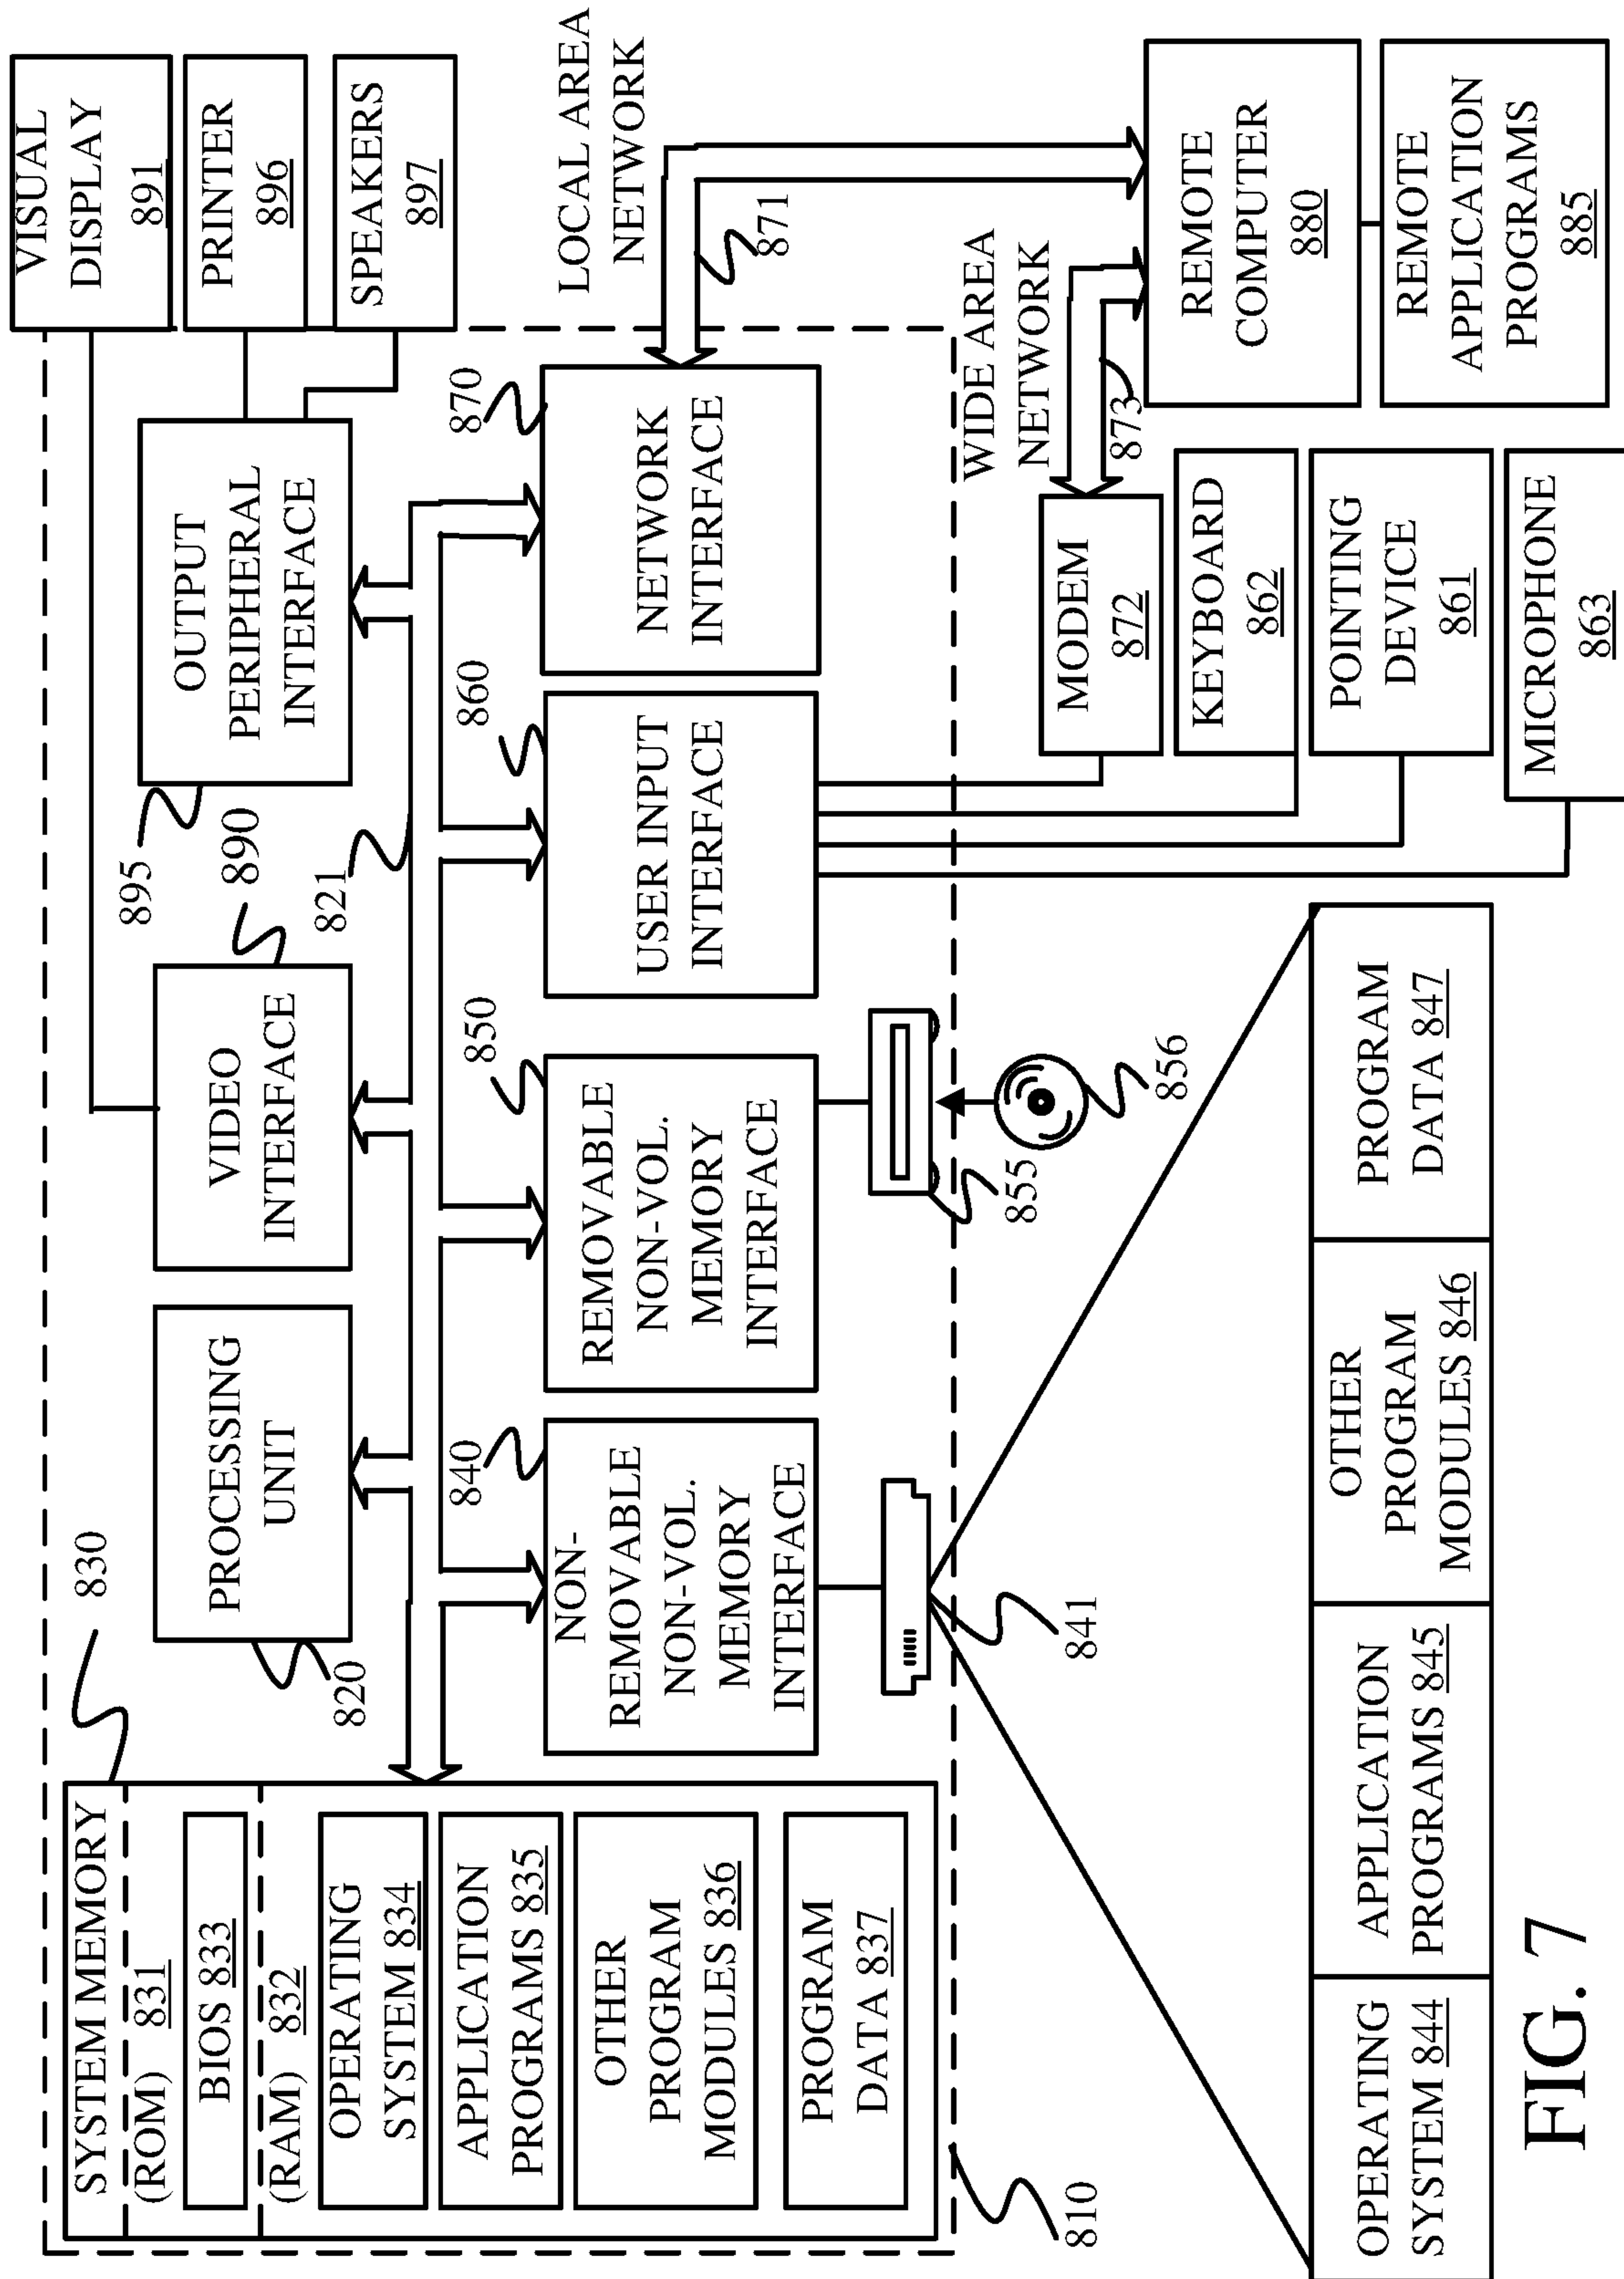 830
SYSTEM MEMORY
(ROM) 831
BIOS 833
(RAM) 832
OPERATING
SYSTEM 834
APPLICATION
PROGRAMS 835
OTHER
PROGRAM
MODULES 836
PROGRAM
DATA 837
810
PROCESSING
UNIT
820
VIDEO
INTERFACE
890
821
OUTPUT
PERIPHERAL
INTERFACE
895
VISUAL
DISPLAY
891
PRINTER
896
SPEAKERS
897
840
NON-
REMOVABLE
NON-VOL.
MEMORY
INTERFACE
850
REMOVABLE
NON-VOL.
MEMORY
INTERFACE
860
USER INPUT
INTERFACE
870
NETWORK
INTERFACE
LOCAL AREA
NETWORK
871
841
855
856
WIDE AREA
NETWORK
873
MODEM
872
KEYBOARD
862
POINTING
DEVICE
861
MICROPHONE
863
REMOTE
COMPUTER
880
REMOTE
APPLICATION
PROGRAMS
885
OPERATING
SYSTEM 844
APPLICATION
PROGRAMS 845
OTHER
PROGRAM
MODULES 846
PROGRAM
DATA 847
FIG. 7